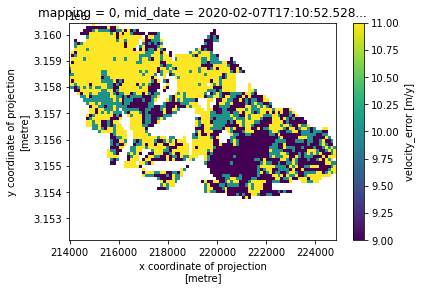 mapping = 0, mid_date = 2020-02-07T17:10:52.528...
1e6
3.160
3.159
3.158
3.157
3.156
3.155
3.154
3.153
y coordinate of projection
[metre]
214000 216000 218000 220000 222000 224000
x coordinate of projection
[metre]
11.00
10.75
10.50
10.25
10.00
9.75
9.50
9.25
9.00
velocity_error [m/y]